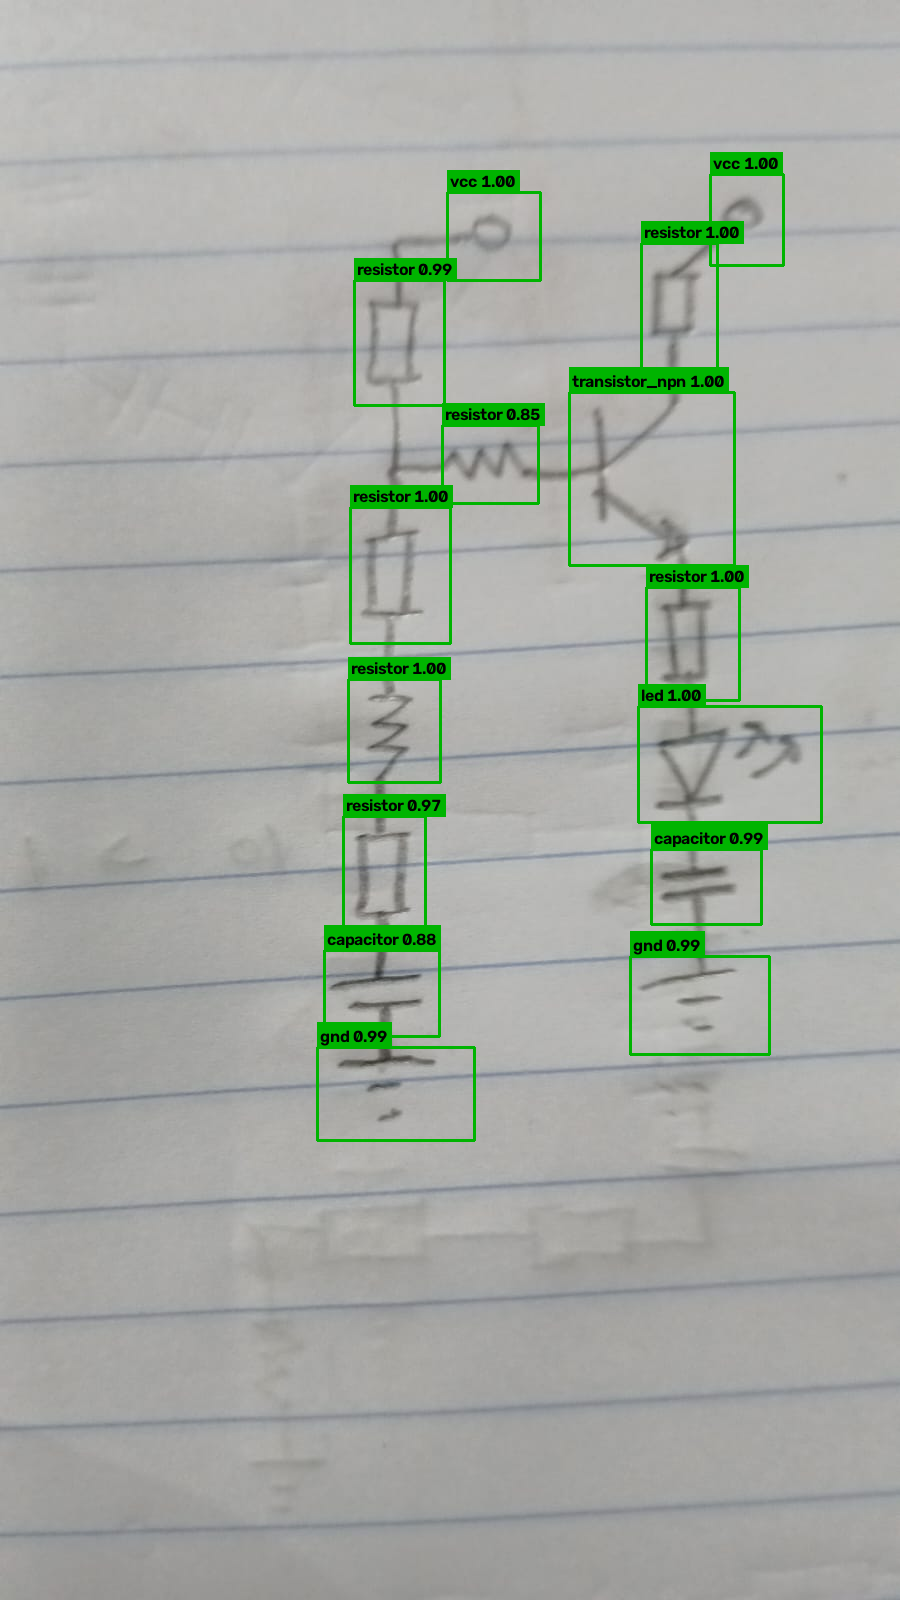 vcc 1.00
vcc 1.00
resistor 1.00
resistor 0.99
transistor_npn 1.00
resistor 0.85
resistor 1.00
resistor 1.00
resistor 1.00
led 1.00
resistor 0.97
capacitor 0.99
capacitor 0.88
gnd 0.99
gnd 0.99